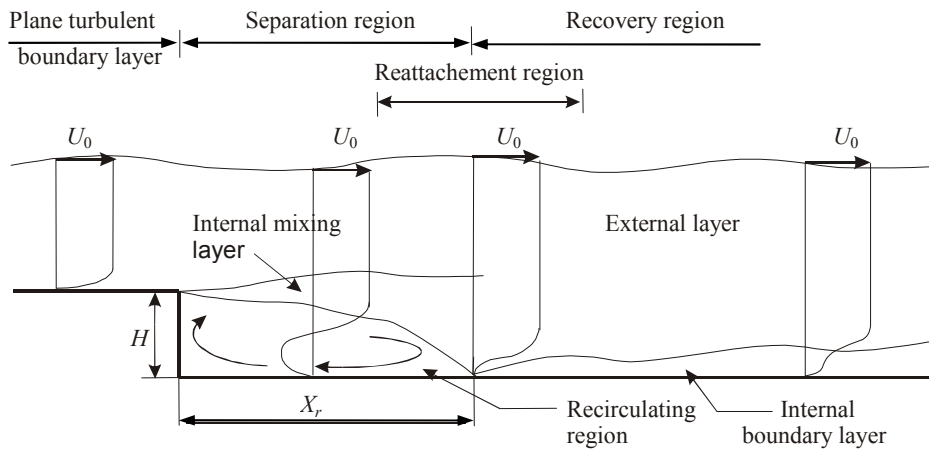 Plane turbulent
boundary layer
Separation region
Recovery region
Reattachement region
U0
U0
U0
U0
Internal mixing
layer
External layer
H
Xr
Recirculating
region
Internal
boundary layer